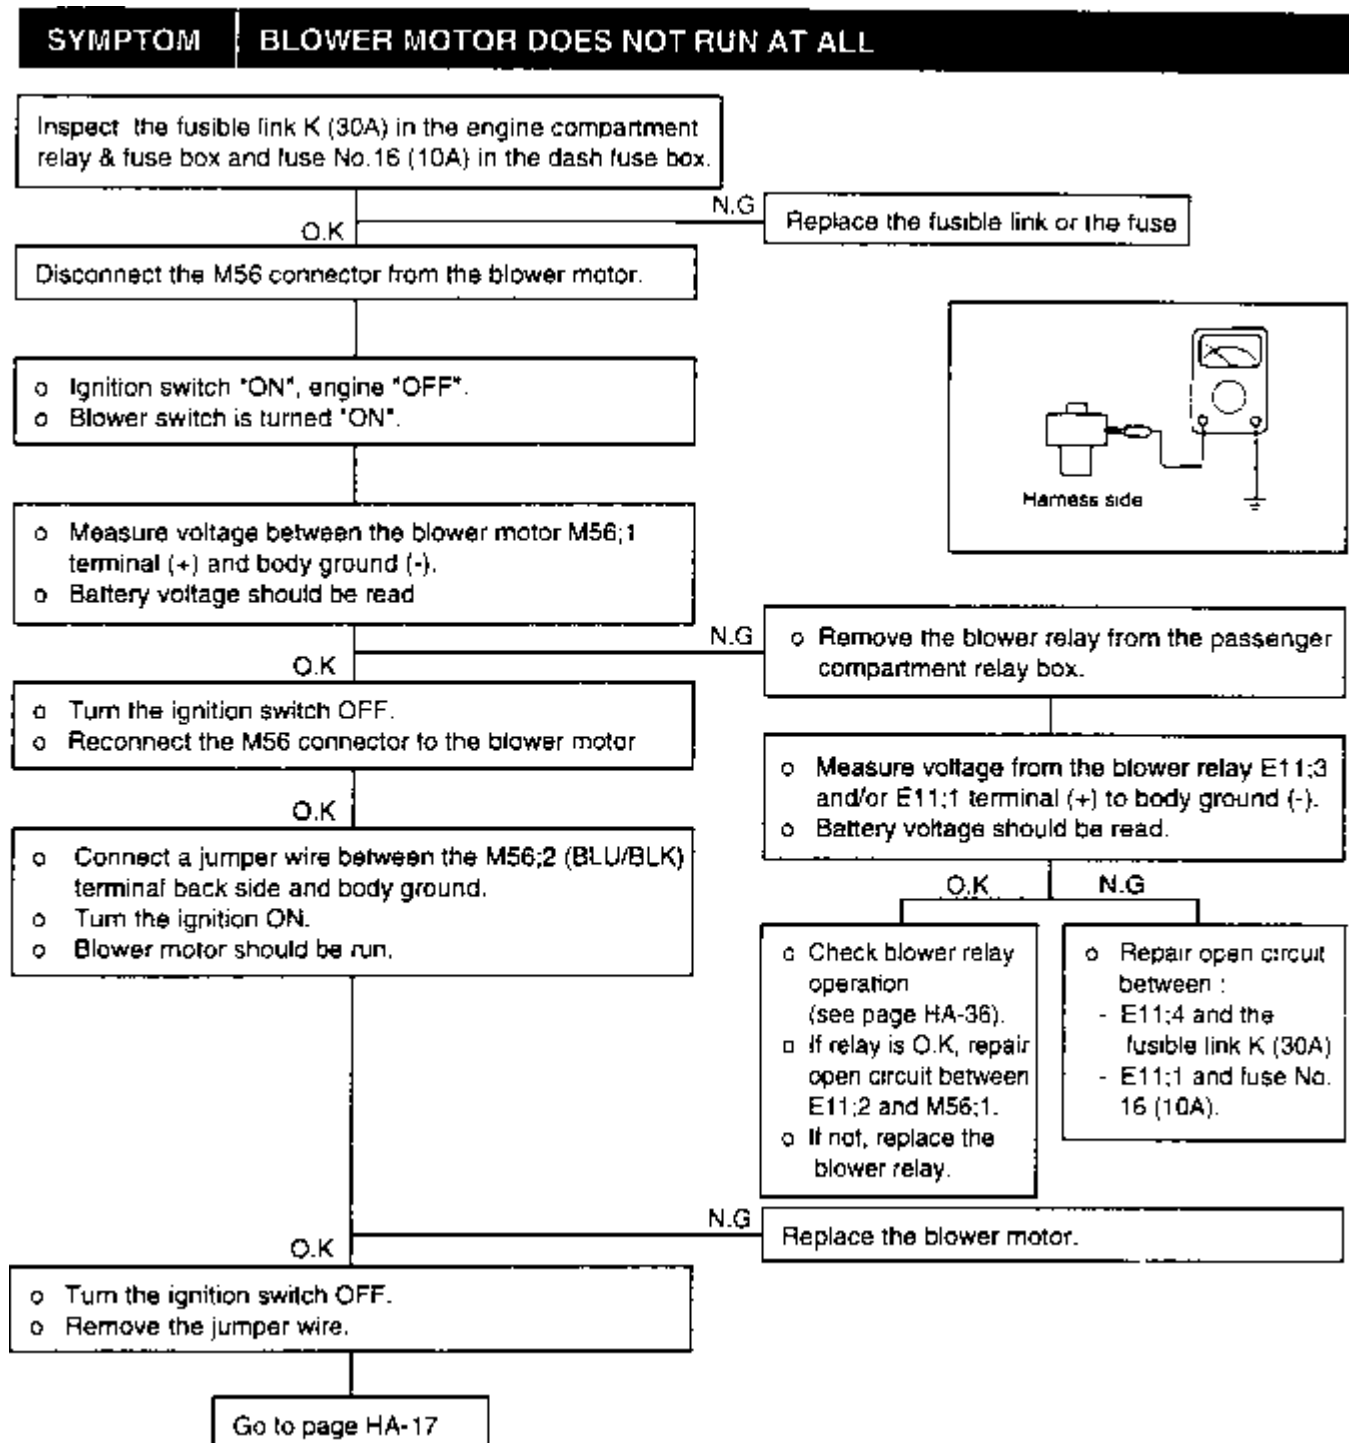 SYMPTOM BLOWER MOTOR DOES NOT RUN AT ALL
Inspect the fusible link K (30A) in the engine compartment
relay & fuse box and fuse No.16 (10A) in the dash fuse box.
N.G
Replace the fusible link or the fuse
O.K
Disconnect the M56 connector from the blower motor.
o Ignition switch "ON", engine "OFF".
o Blower switch is turned "ON".
Harness side
o Measure voltage between the blower motor M56;1
terminal (+) and body ground (-).
o Battery voltage should be read
N.G
o Remove the blower relay from the passenger
compartment relay box.
O.K
o Turn the ignition switch OFF.
o Reconnect the M56 connector to the blower motor
o Measure voltage from the blower relay E11;3
and/or E11;1 terminal (+) to body ground (-).
o Battery voltage should be read.
O.K
o Connect a jumper wire between the M56;2 (BLU/BLK)
terminal back side and body ground.
o Turn the ignition ON.
o Blower motor should be run.
O.K N.G
o Check blower relay
operation
(see page HA-36).
o If relay is O.K, repair
open circuit between
E11;2 and M56;1.
o If not, replace the
blower relay.
o Repair open circuit
between :
- E11;4 and the
fusible link K (30A)
- E11;1 and fuse No.
16 (10A).
N.G
Replace the blower motor.
O.K
o Turn the ignition switch OFF.
o Remove the jumper wire.
Go to page HA-17